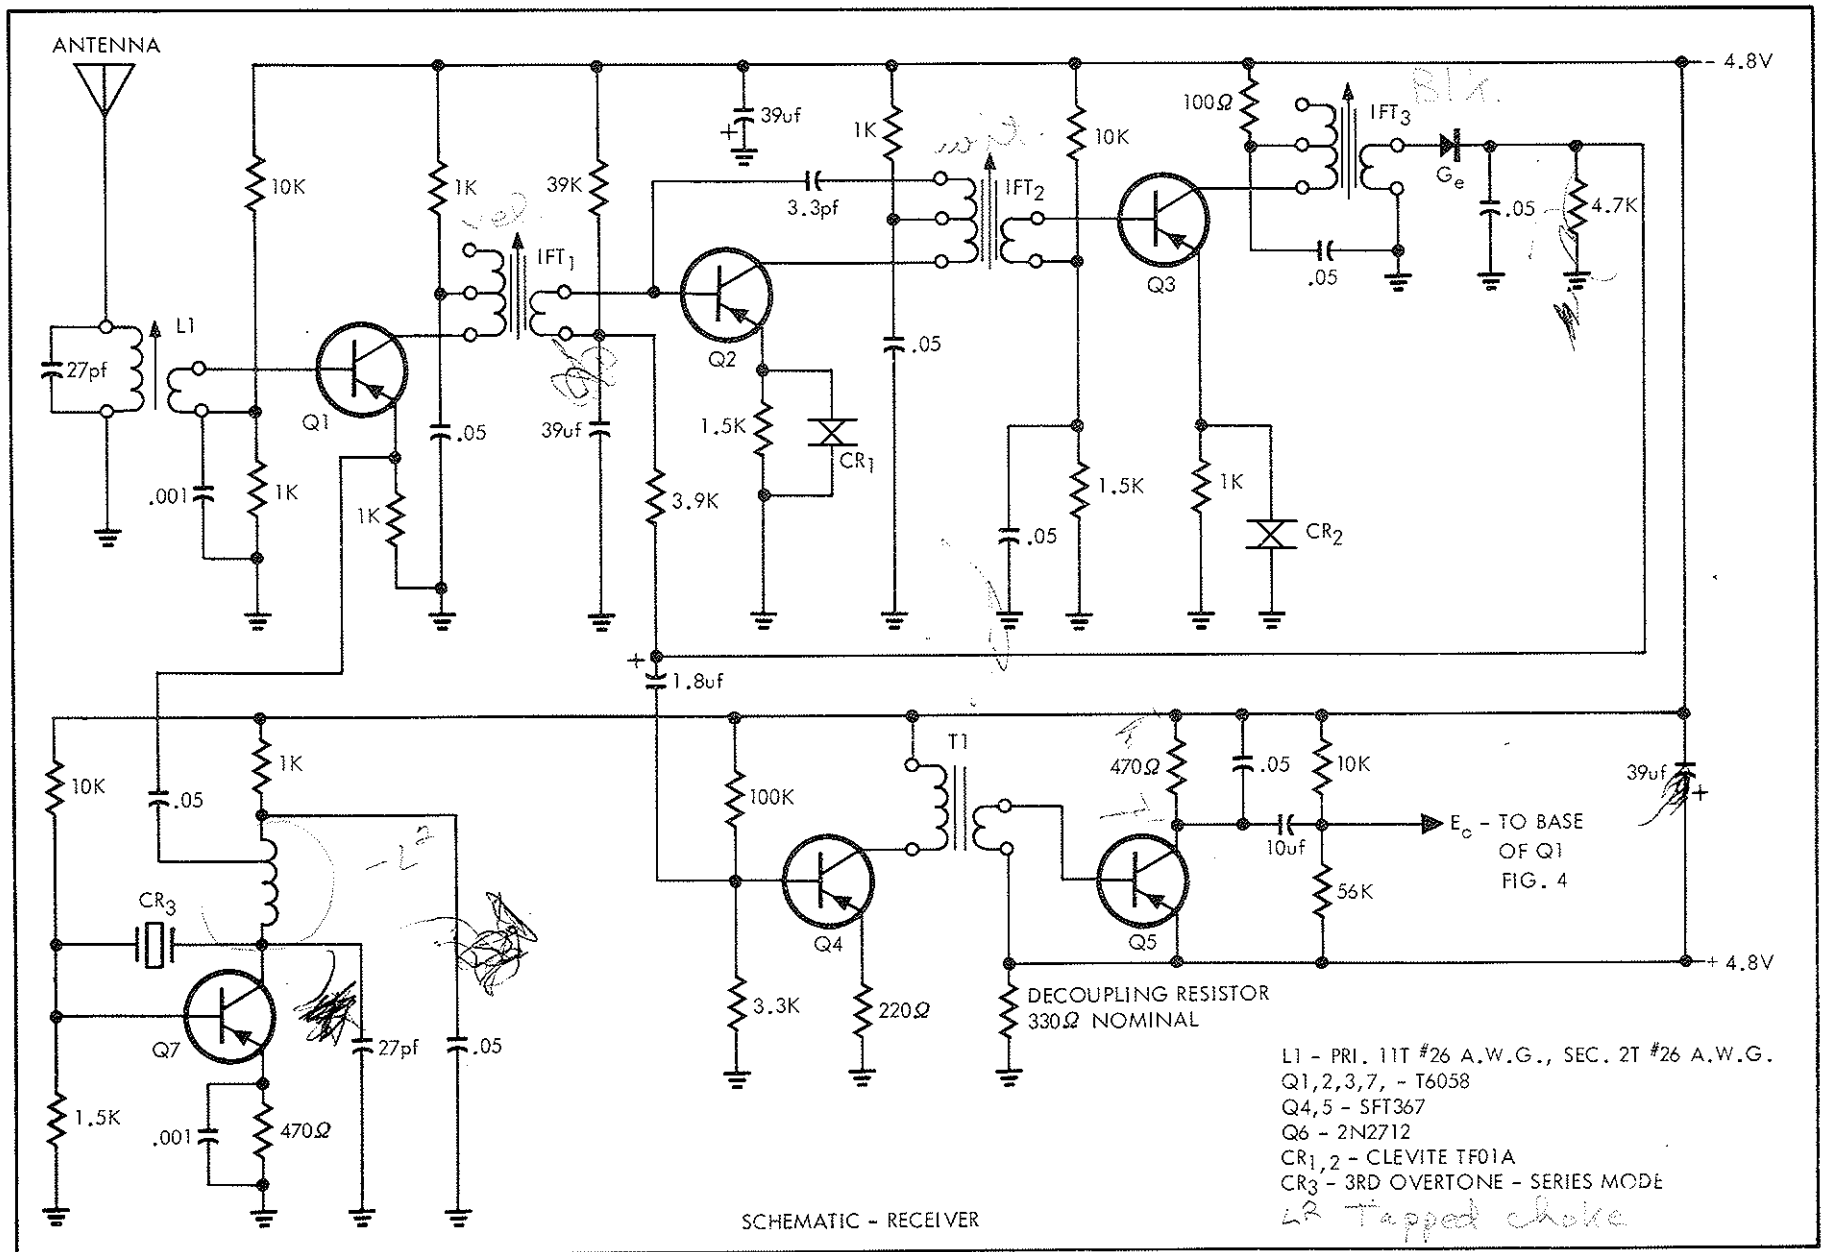 ANTENNA
- 4.8V
39uf
+
100Ω
Blk.
IFT3
10K
1K
39K
3.3pf
1K
IFT2
10K
Ge
.05
4.7K
Q3
.05
IFT1
L1
27pf
Q1
.05
39uf
Q2
1.5K
CR1
.05
.001
1K
1K
3.9K
1.5K
1K
.05
CR2
+
1.8uf
10K
.05
1K
100K
T1
470Ω
.05
10K
39uf
+
Eo - TO BASE
OF Q1
FIG. 4
10uf
56K
-L2
CR3
Q4
Q5
+ 4.8V
Q7
27pf
.05
3.3K
220Ω
DECOUPLING RESISTOR
330Ω NOMINAL
1.5K
.001
470Ω
L1 - PRI. 11T #26 A.W.G., SEC. 2T #26 A.W.G.
Q1,2,3,7, - T6058
Q4,5 - SFT367
Q6 - 2N2712
CR1,2 - CLEVITE TF01A
CR3 - 3RD OVERTONE - SERIES MODE
L2 Tapped choke
SCHEMATIC - RECEIVER